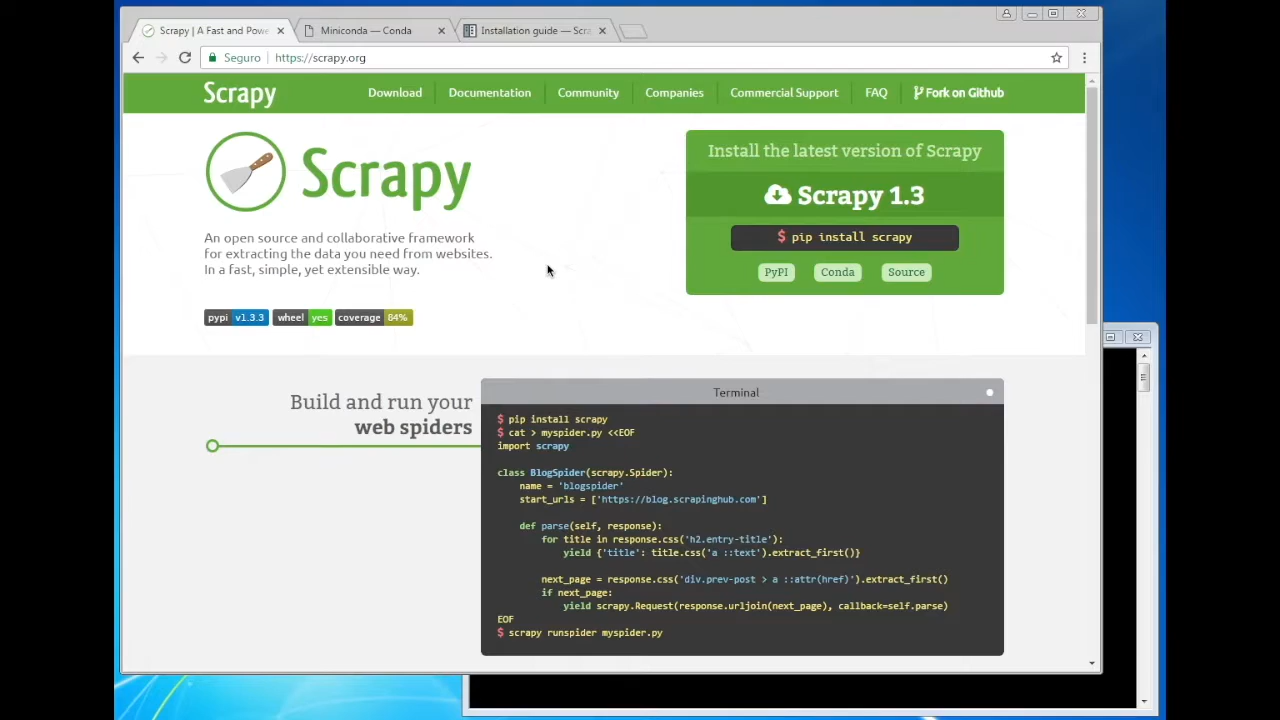 Scrapy | A Fast and Powe
Miniconda — Conda
Installation guide — Scra
Seguro
https://scrapy.org
Scrapy
Download
Documentation
Community
Companies
Commercial Support
FAQ
Fork on Github
Scrapy
An open source and collaborative framework
for extracting the data you need from websites.
In a fast, simple, yet extensible way.
pypi v1.3.3
wheel yes
coverage 84%
Install the latest version of Scrapy
Scrapy 1.3
$ pip install scrapy
PyPI
Conda
Source
Build and run your
web spiders
Terminal
$ pip install scrapy
$ cat > myspider.py <<EOF
import scrapy
class BlogSpider(scrapy.Spider):
name = 'blogspider'
start_urls = ['https://blog.scrapinghub.com']
def parse(self, response):
for title in response.css('h2.entry-title'):
yield {'title': title.css('a ::text').extract_first()}
next_page = response.css('div.prev-post > a ::attr(href)').extract_first()
if next_page:
yield scrapy.Request(response.urljoin(next_page), callback=self.parse)
EOF
$ scrapy runspider myspider.py